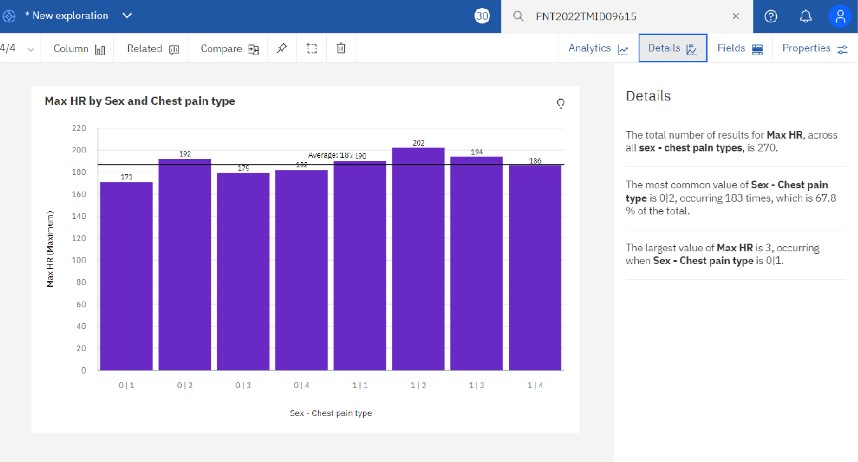 * New exploration
30
PNT2022TMID09615
4/4
Column
Related
Compare
Analytics
Details
Fields
Properties
Max HR by Sex and Chest pain type
220
200
180
160
140
120
100
80
60
40
20
0
Max HR (Maximum)
171
192
179
182
Average: 187
190
202
194
186
0 | 1
0 | 2
0 | 3
0 | 4
1 | 1
1 | 2
1 | 3
1 | 4
Sex - Chest pain type
Details
The total number of results for Max HR, across
all sex - chest pain types, is 270.
The most common value of Sex - Chest pain
type is 0|2, occurring 183 times, which is 67.8
% of the total.
The largest value of Max HR is 3, occurring
when Sex - Chest pain type is 0|1.